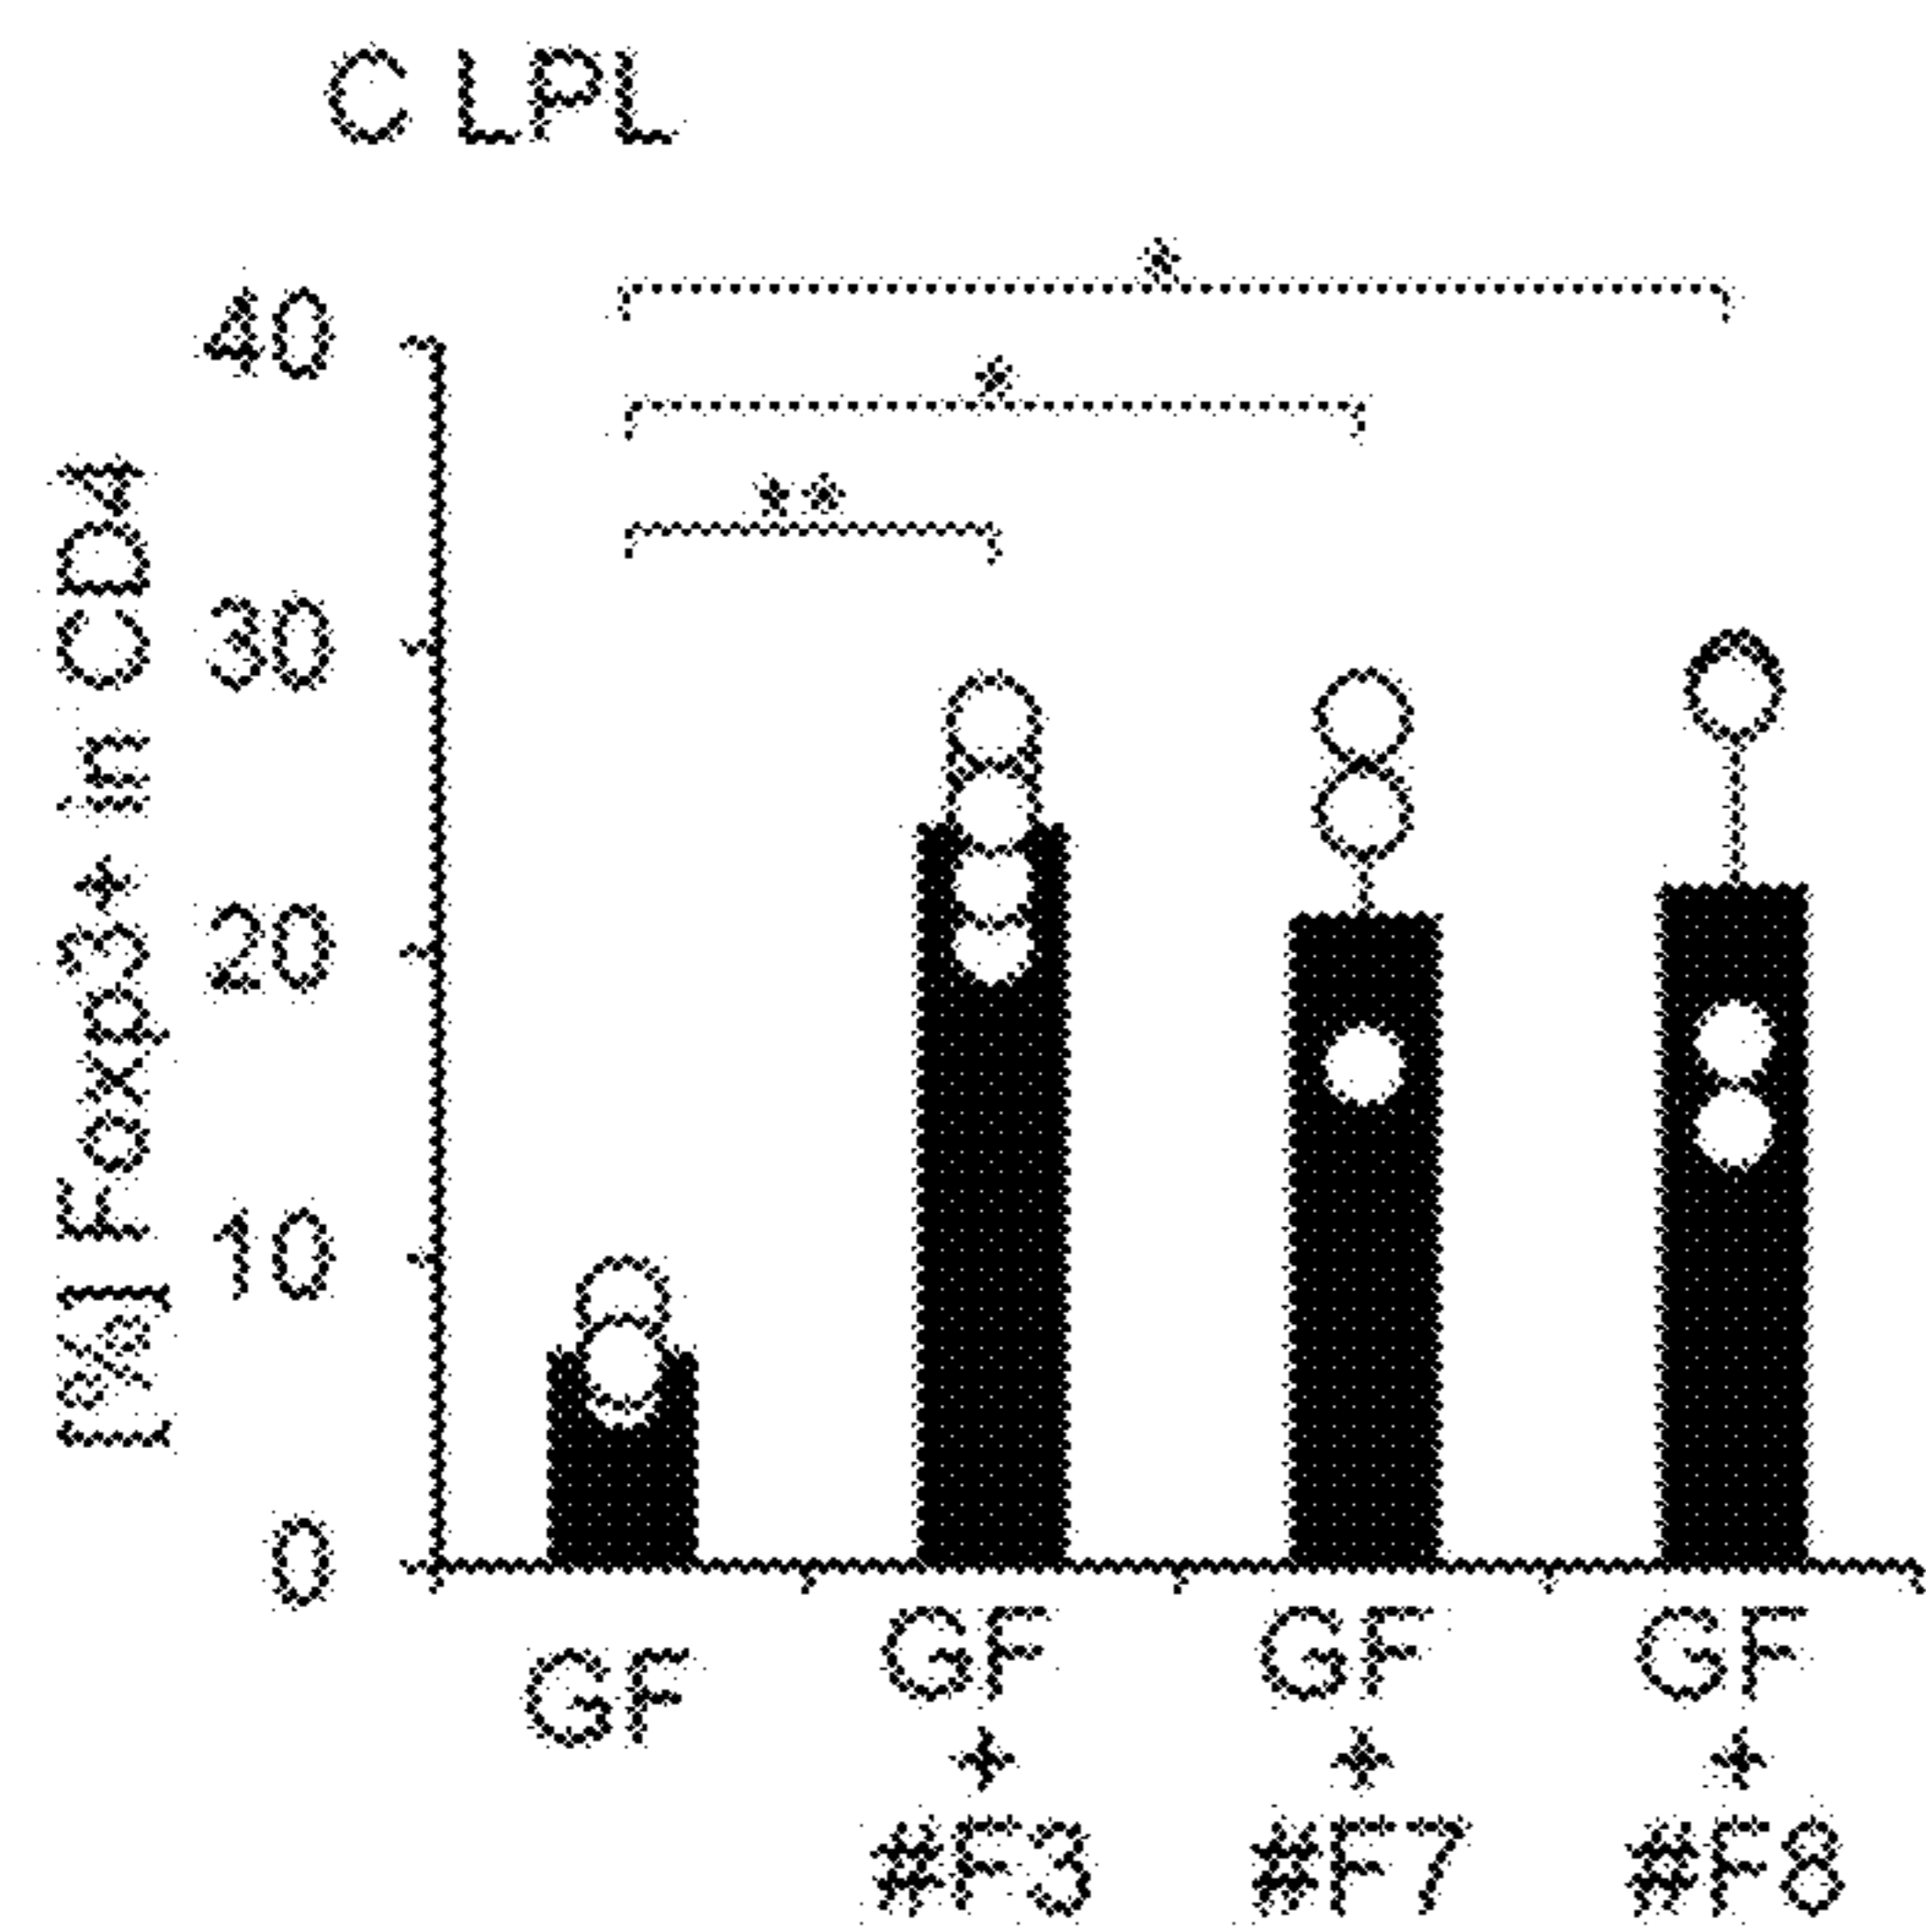 C LPL
*
*
**
[%] Foxp3+ in CD4
40
30
20
10
0
GF
GF
+
#F3
GF
+
#F7
GF
+
#F8